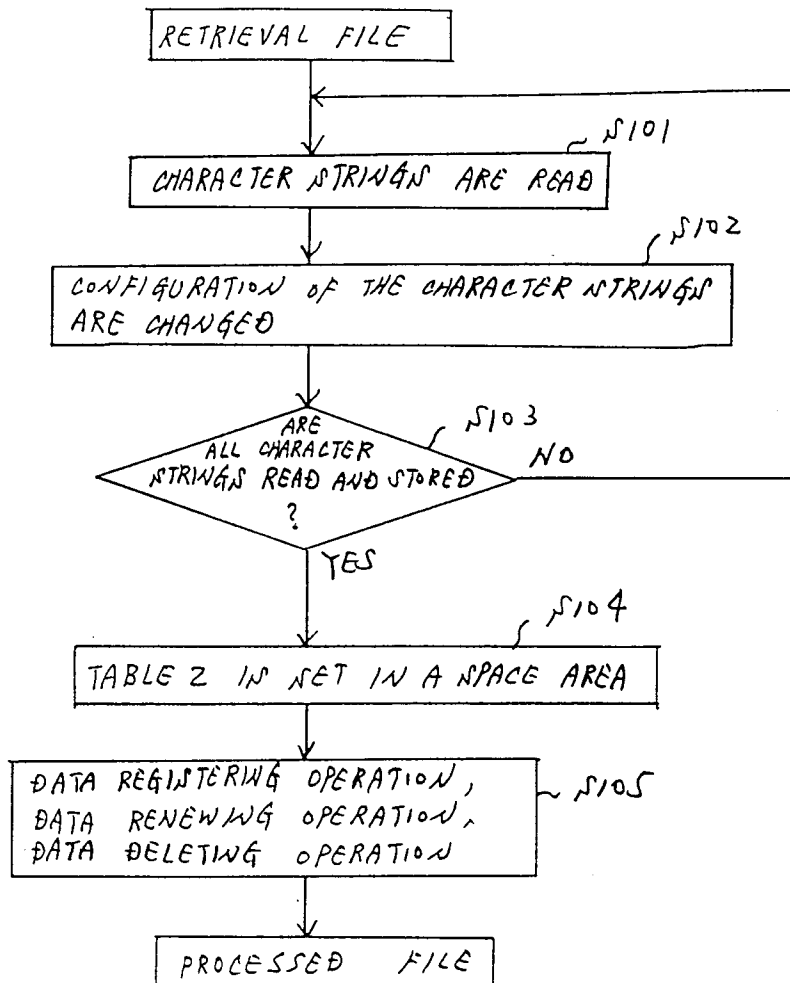 RETRIEVAL FILE
S101
CHARACTER STRINGS ARE READ
S102
CONFIGURATION OF THE CHARACTER STRINGS
ARE CHANGED
S103
ARE
ALL CHARACTER
STRINGS READ AND STORED
?
NO
YES
S104
TABLE 2 IS SET IN A SPACE AREA
DATA REGISTERING OPERATION,
DATA RENEWING OPERATION,
DATA DELETING OPERATION
S105
PROCESSED FILE